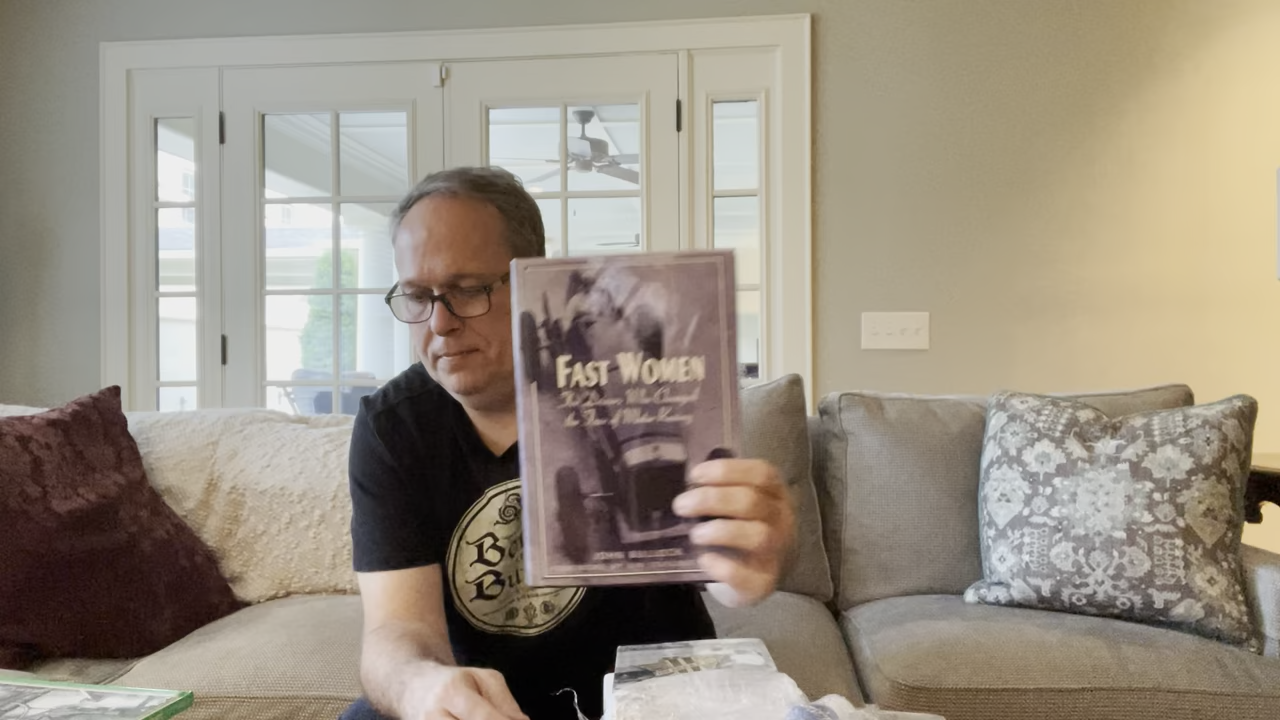 FAST WOMEN
The Drivers Who Changed
the Face of Motor Racing
JOHN BULLOCK